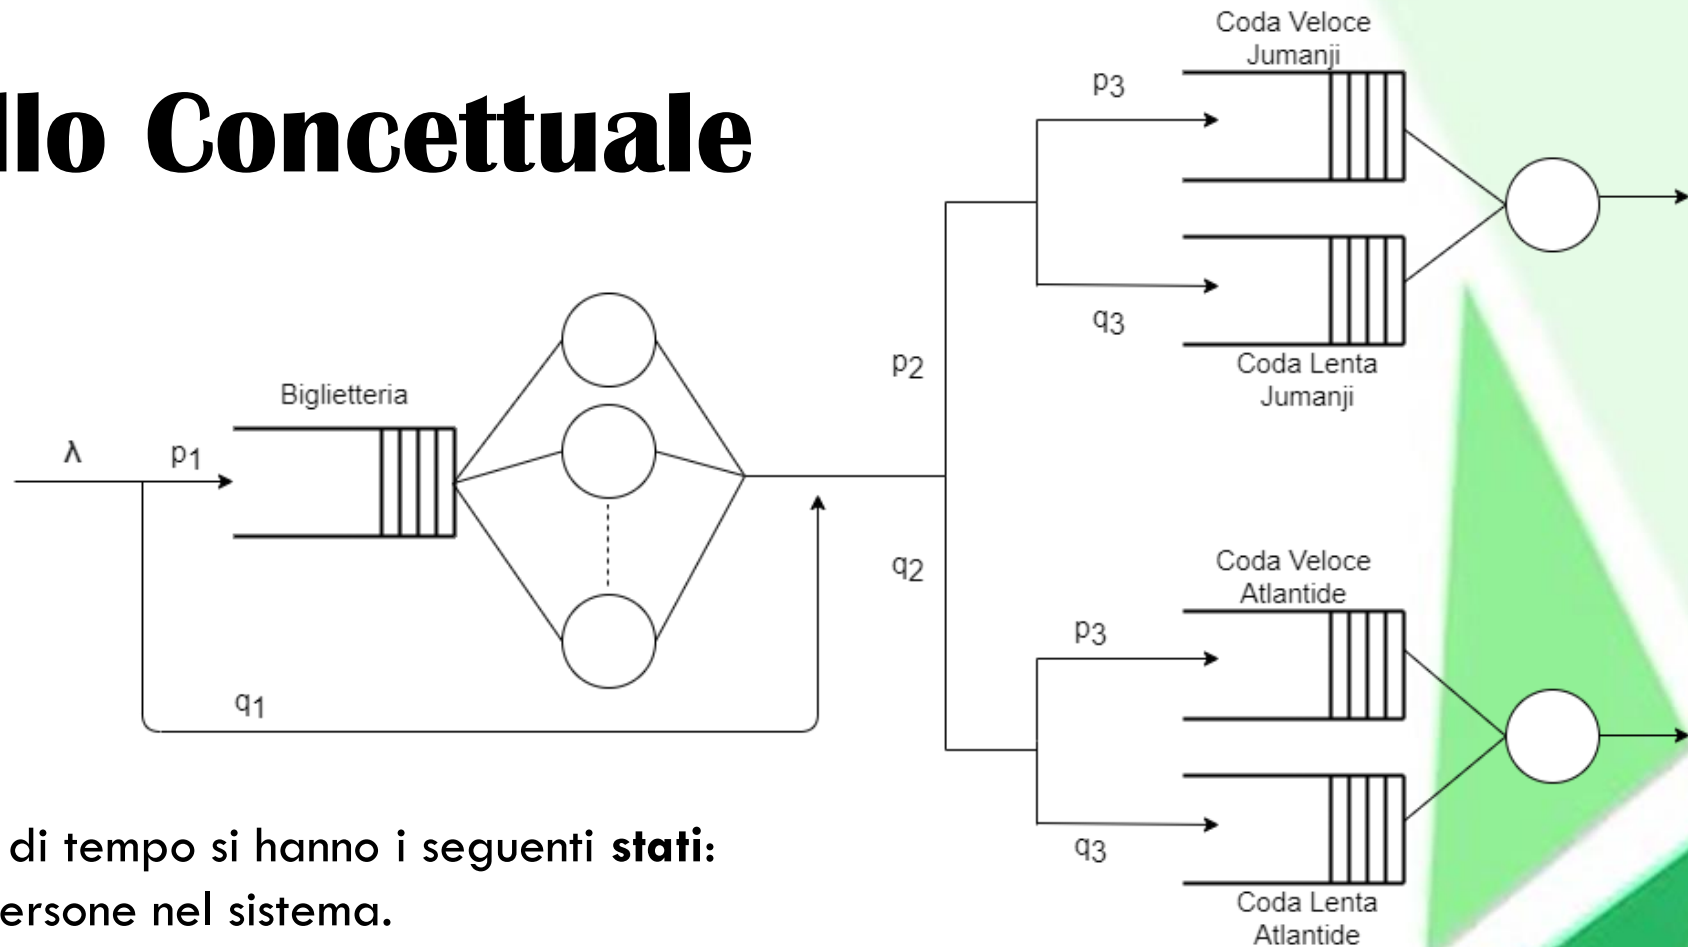 llo Concettuale
Coda Veloce
Jumanji
p3
q3
Coda Lenta
Jumanji
p2
Biglietteria
λ
p1
q2
Coda Veloce
Atlantide
p3
q1
q3
Coda Lenta
Atlantide
di tempo si hanno i seguenti stati:
ersone nel sistema.